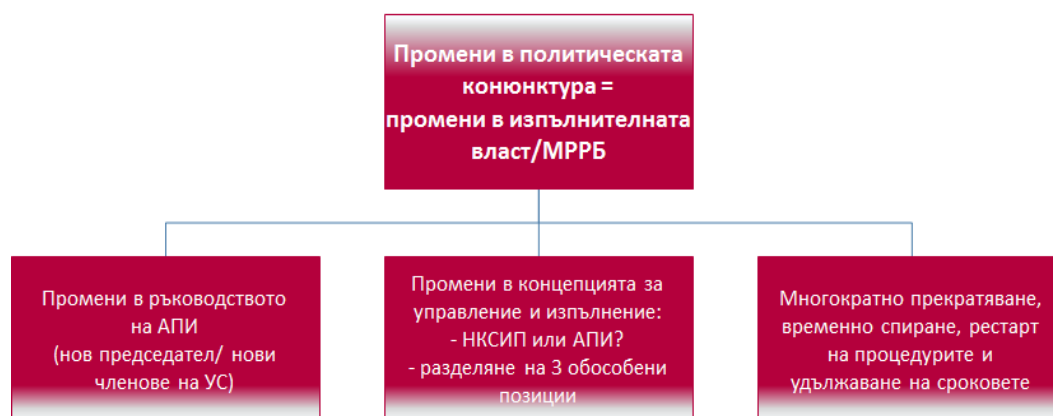 Промени в политическата
конюнктура =
промени в изпълнителната
власт/МРРБ
Промени в ръководството
на АПИ
(нов председател/ нови
членове на УС)
Промени в концепцията за
управление и изпълнение:
- НКСИП или АПИ?
- разделяне на 3 обособени
позиции
Многократно прекратяване,
временно спиране, рестарт
на процедурите и
удължаване на сроковете